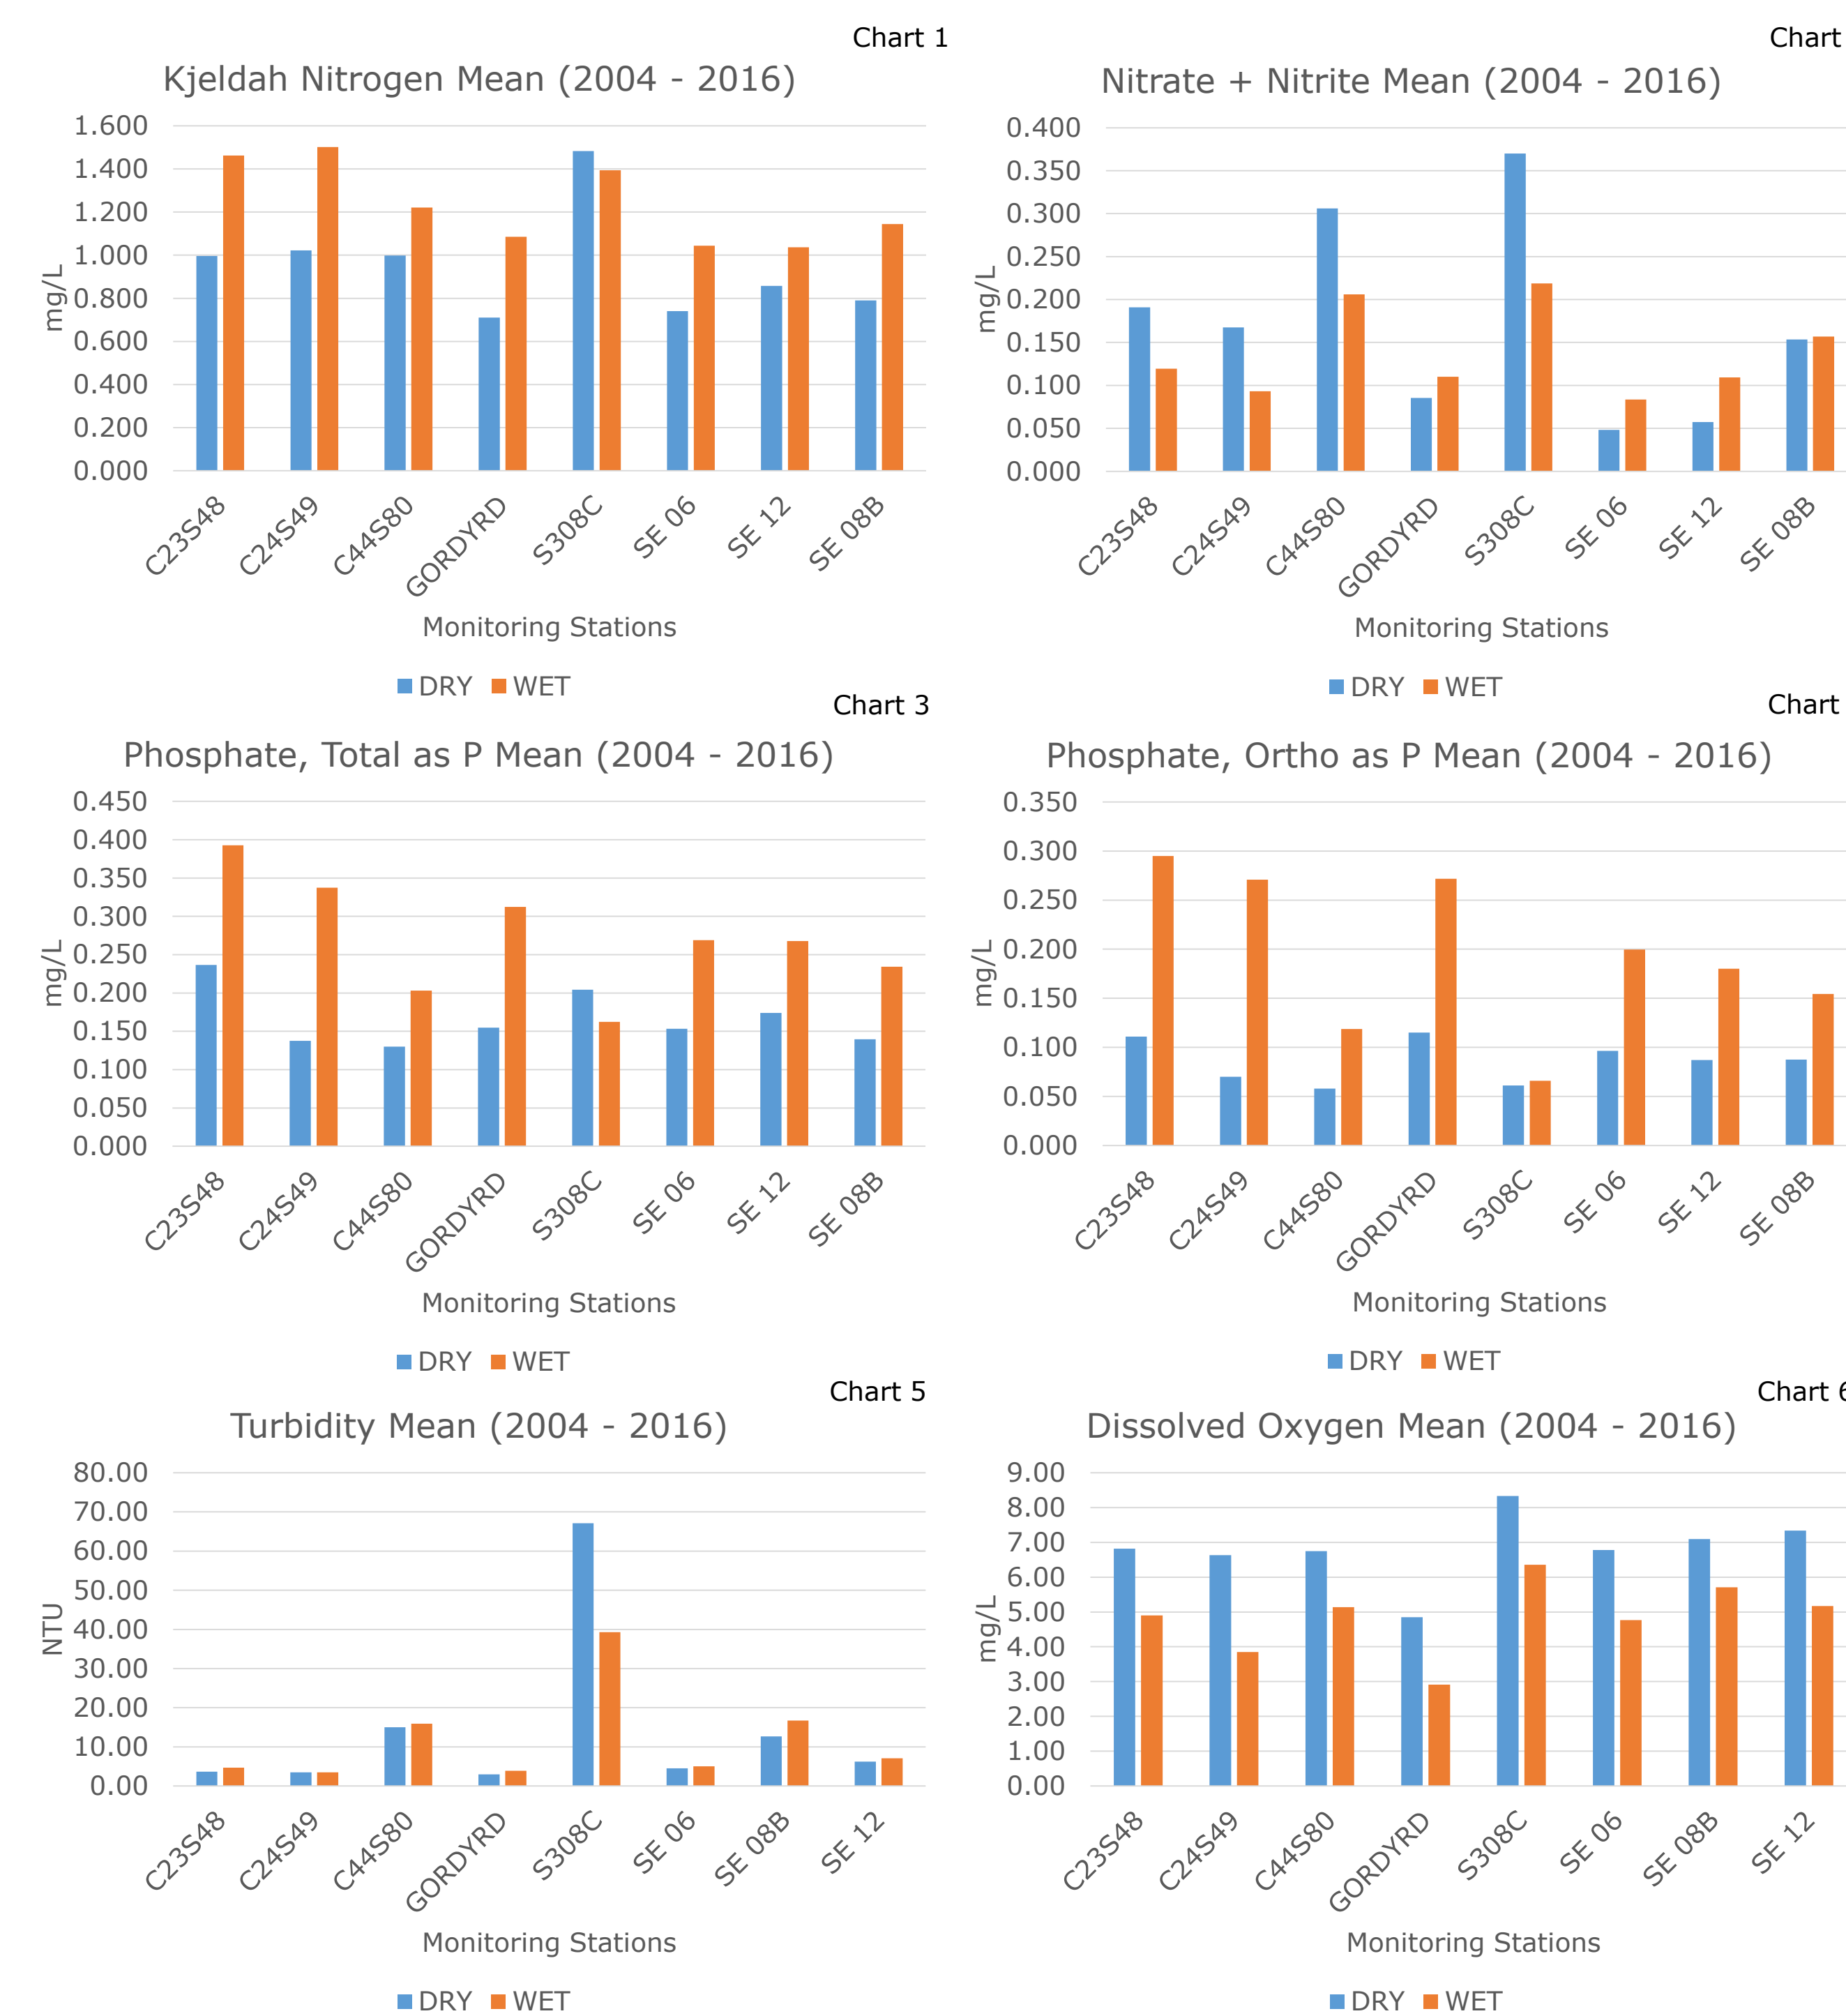 Chart 1
Kjeldah Nitrogen Mean (2004 - 2016)
1.600
1.400
1.200
1.000
0.800
0.600
0.400
0.200
0.000
mg/L
C23S48
C24S49
C44S80
GORDYRD
S308C
SE 06
SE 12
SE 08B
Monitoring Stations
DRY WET
Chart
Nitrate + Nitrite Mean (2004 - 2016)
0.400
0.350
0.300
0.250
0.200
0.150
0.100
0.050
0.000
mg/L
C23S48
C24S49
C44S80
GORDYRD
S308C
SE 06
SE 12
SE 08B
Monitoring Stations
DRY WET
Chart 3
Phosphate, Total as P Mean (2004 - 2016)
0.450
0.400
0.350
0.300
0.250
0.200
0.150
0.100
0.050
0.000
mg/L
C23S48
C24S49
C44S80
GORDYRD
S308C
SE 06
SE 12
SE 08B
Monitoring Stations
DRY WET
Chart
Phosphate, Ortho as P Mean (2004 - 2016)
0.350
0.300
0.250
0.200
0.150
0.100
0.050
0.000
mg/L
C23S48
C24S49
C44S80
GORDYRD
S308C
SE 06
SE 12
SE 08B
Monitoring Stations
DRY WET
Chart 5
Turbidity Mean (2004 - 2016)
80.00
70.00
60.00
50.00
40.00
30.00
20.00
10.00
0.00
NTU
C23S48
C24S49
C44S80
GORDYRD
S308C
SE 06
SE 08B
SE 12
Monitoring Stations
DRY WET
Chart 6
Dissolved Oxygen Mean (2004 - 2016)
9.00
8.00
7.00
6.00
5.00
4.00
3.00
2.00
1.00
0.00
mg/L
C23S48
C24S49
C44S80
GORDYRD
S308C
SE 06
SE 08B
SE 12
Monitoring Stations
DRY WET